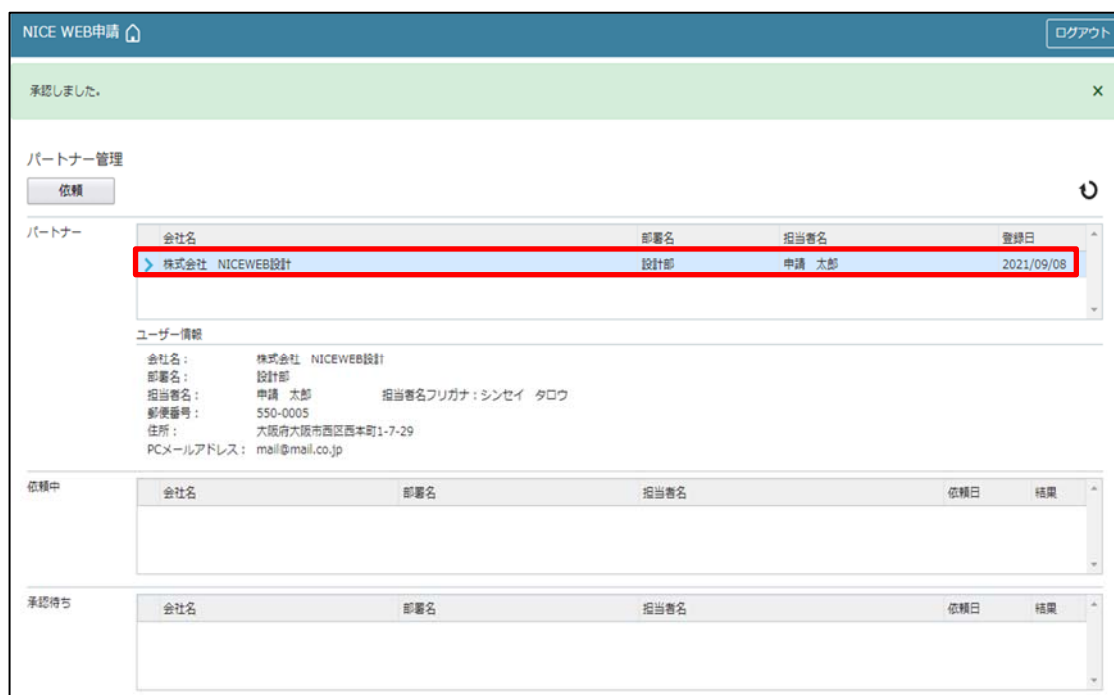 NICE WEB申請 ログアウト
承認しました。 ×
パートナー管理
依頼
パートナー
会社名 部署名 担当者名 登録日
株式会社　NICEWEB設計 設計部 申請　太郎 2021/09/08
ユーザー情報
会社名： 株式会社　NICEWEB設計
部署名： 設計部
担当者名： 申請　太郎 担当者名フリガナ：シンセイ　タロウ
郵便番号： 550-0005
住所： 大阪府大阪市西区西本町1-7-29
PCメールアドレス： mail@mail.co.jp
依頼中
会社名 部署名 担当者名 依頼日 結果
承認待ち
会社名 部署名 担当者名 依頼日 結果